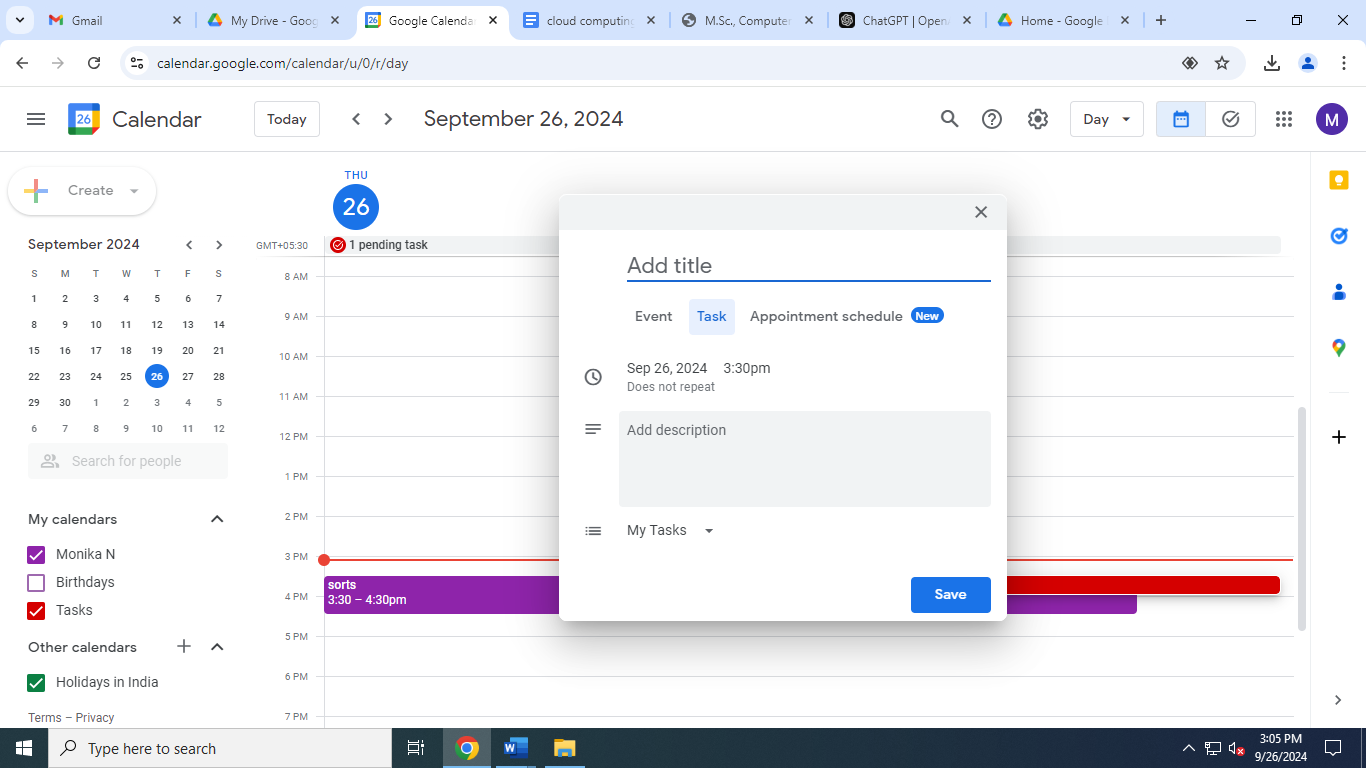 Gmail
My Drive - Goog
Google Calenda
cloud computing
M.Sc., Computer
ChatGPT | Open
Home - Google
calendar.google.com/calendar/u/0/r/day
26
Calendar
Today
September 26, 2024
Day
M
Create
September 2024
S M T W T F S
1 2 3 4 5 6 7
8 9 10 11 12 13 14
15 16 17 18 19 20 21
22 23 24 25 26 27 28
29 30 1 2 3 4 5
6 7 8 9 10 11 12
Search for people
My calendars
Monika N
Birthdays
Tasks
Other calendars
Holidays in India
Terms – Privacy
THU
26
GMT+05:30
1 pending task
8 AM
9 AM
10 AM
11 AM
12 PM
1 PM
2 PM
3 PM
4 PM
5 PM
6 PM
7 PM
sorts
3:30 – 4:30pm
Add title
Event Task Appointment schedule New
Sep 26, 2024 3:30pm
Does not repeat
Add description
My Tasks
Save
Type here to search
3:05 PM
9/26/2024